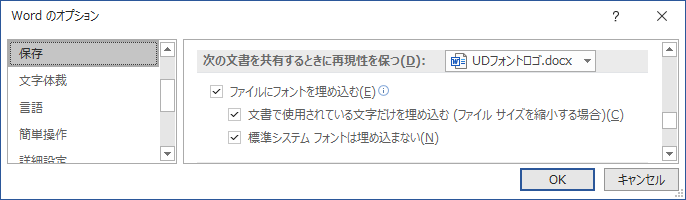 Word のオプション
?
保存
文字体裁
言語
簡単操作
詳細設定
次の文書を共有するときに再現性を保つ(D):
UDフォントロゴ.docx
ファイルにフォントを埋め込む(E)
文書で使用されている文字だけを埋め込む (ファイル サイズを縮小する場合)(C)
標準システム フォントは埋め込まない(N)
OK
キャンセル